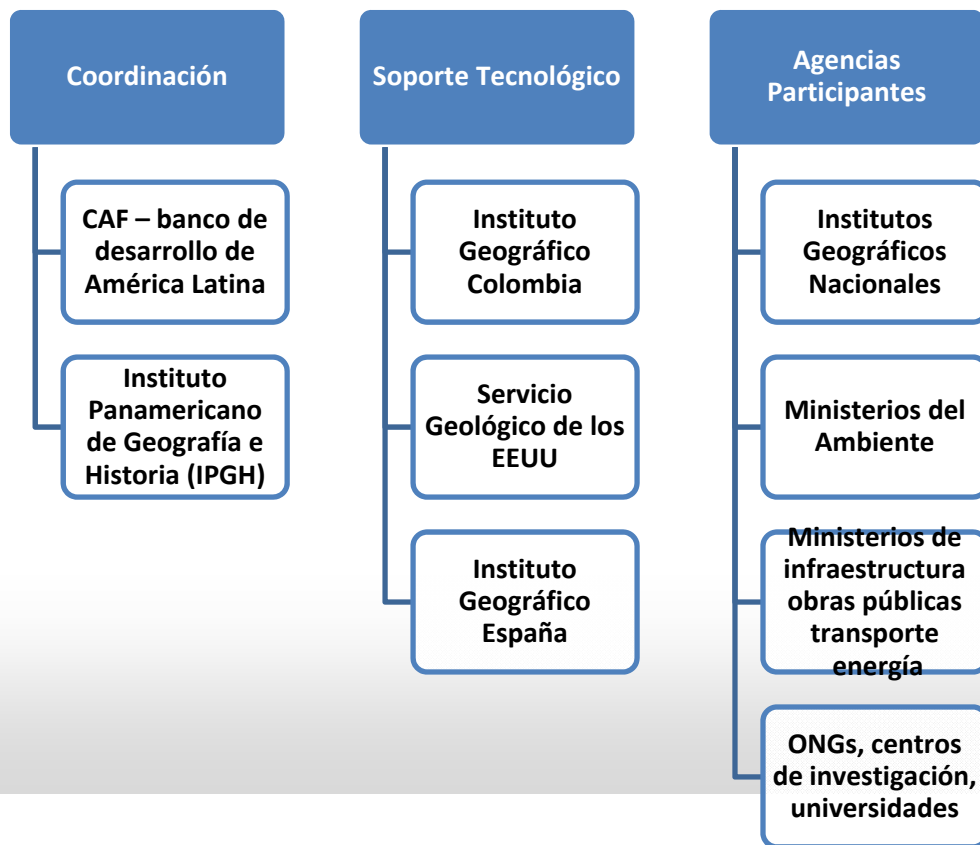 Coordinación
CAF – banco de
desarrollo de
América Latina
Instituto
Panamericano
de Geografía e
Historia (IPGH)
Soporte Tecnológico
Instituto
Geográfico
Colombia
Servicio
Geológico de los
EEUU
Instituto
Geográfico
España
Agencias
Participantes
Institutos
Geográficos
Nacionales
Ministerios del
Ambiente
Ministerios de
infraestructura
obras públicas
transporte
energía
ONGs, centros
de investigación,
universidades